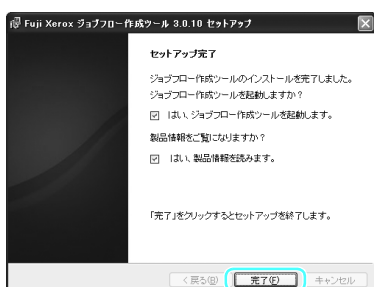 Fuji Xerox ジョブフロー作成ツール 3.0.10 セットアップ
セットアップ完了
ジョブフロー作成ツールのインストールを完了しました。
ジョブフロー作成ツールを起動しますか?
はい、ジョブフロー作成ツールを起動します。
製品情報をご覧になりますか?
はい、製品情報を読みます。
「完了」をクリックするとセットアップを終了します。
< 戻る(B) 完了(F) キャンセル